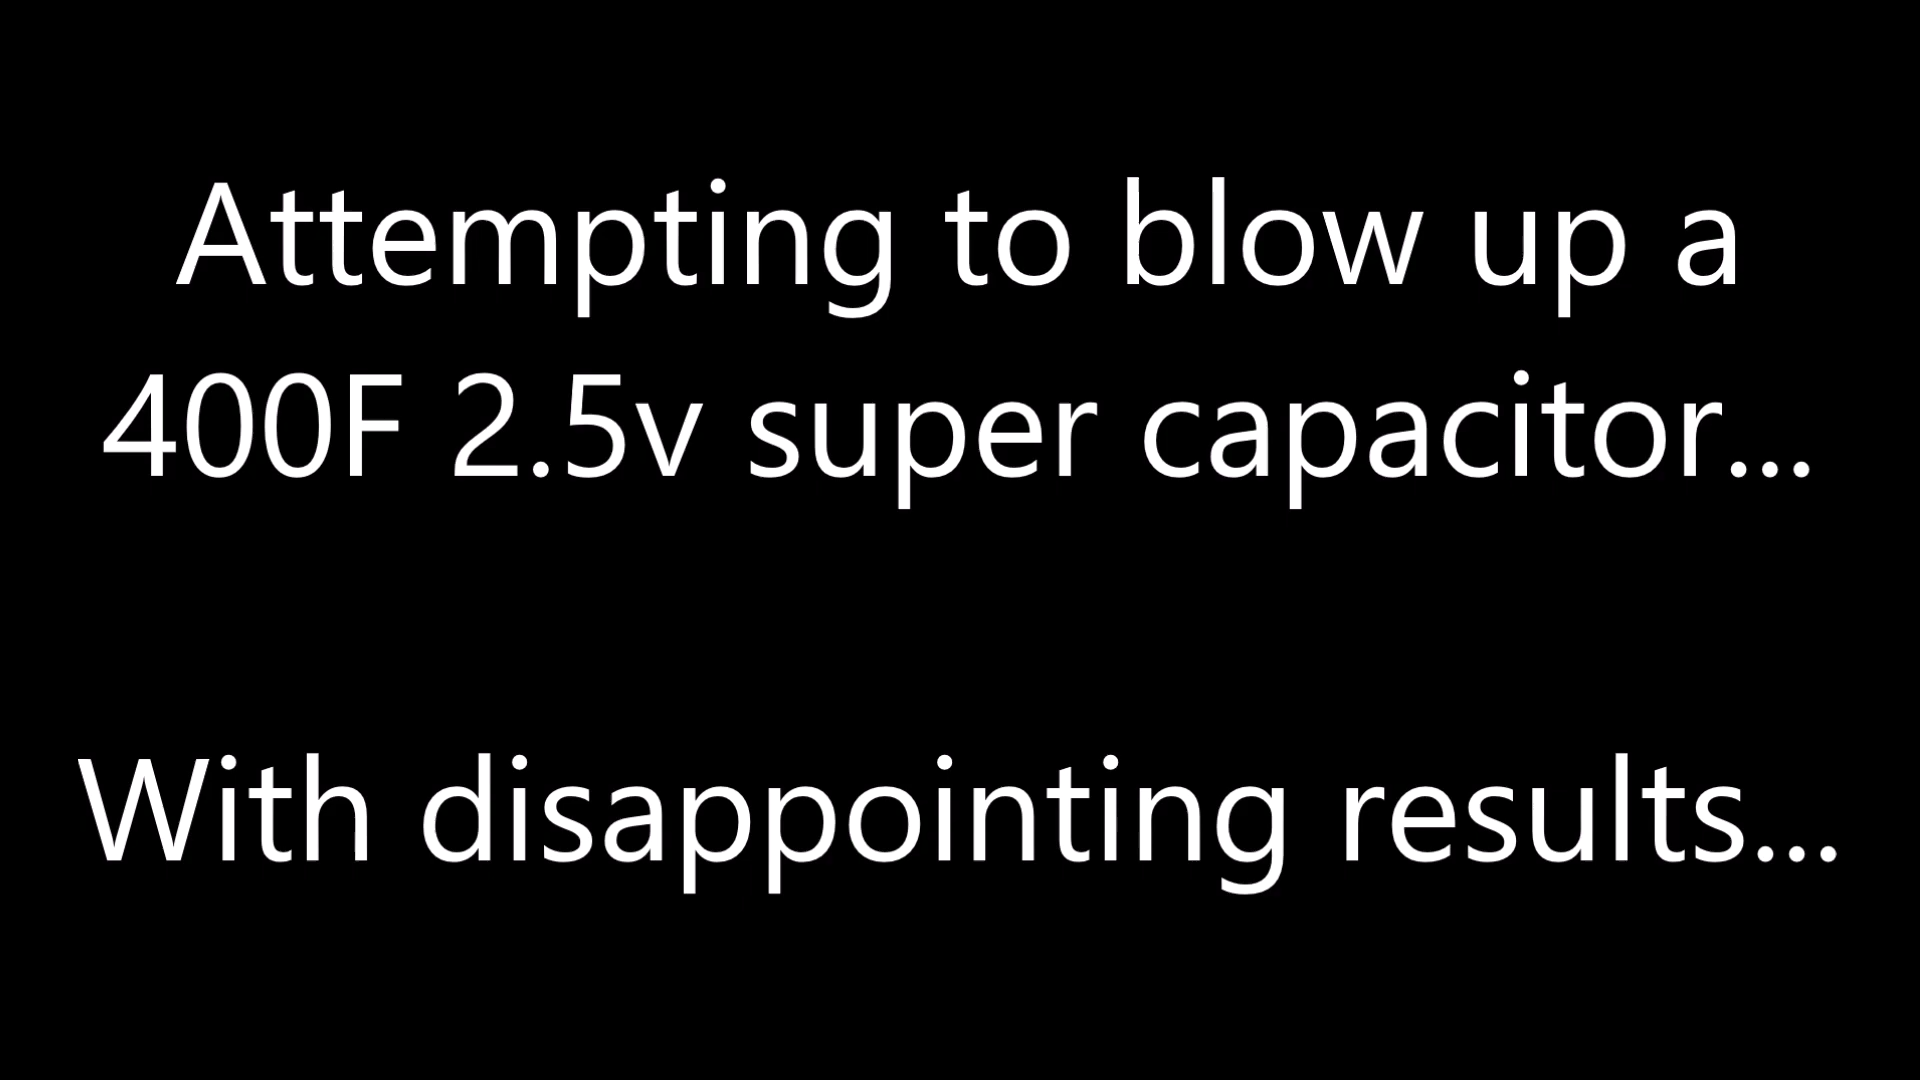 Attempting to blow up a
400F 2.5v super capacitor...
With disappointing results...